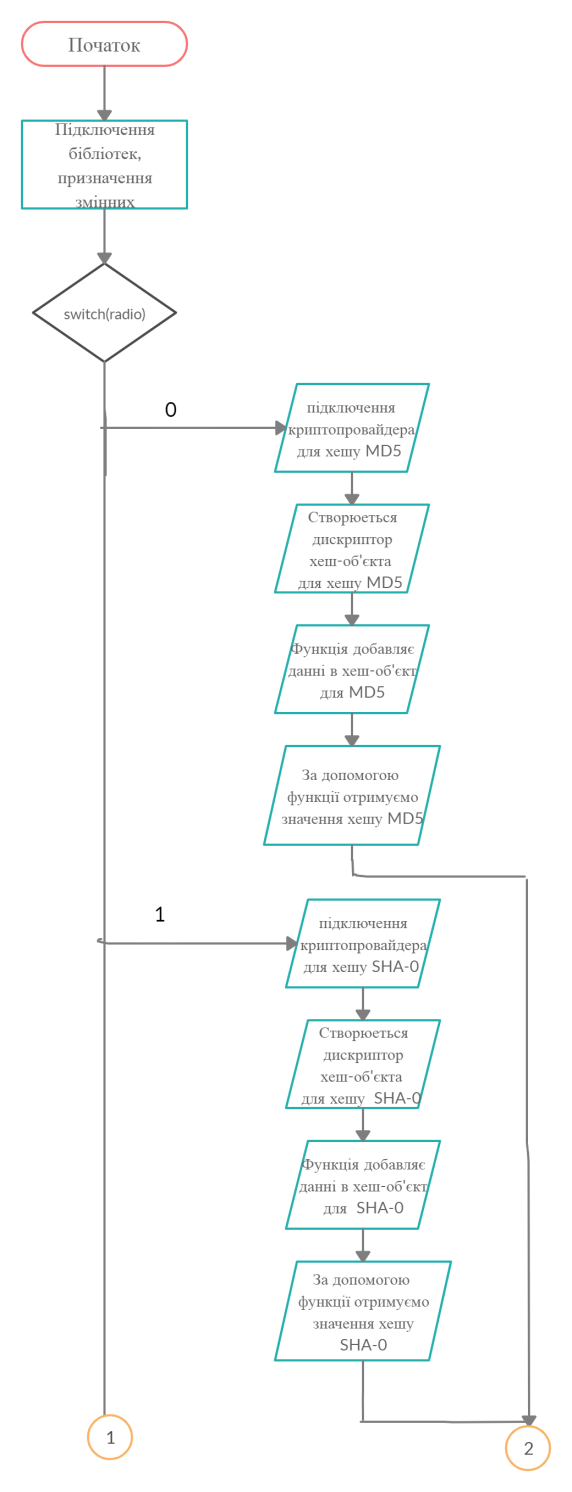 Початок
Підключення
бібліотек,
призначення
змінних
switch(radio)
0
підключення
криптопровайдера
для хешу MD5
Створюеться
дискриптор
хеш-об'єкта
для хешу MD5
Функція добавляє
данні в хеш-об'єкт
для MD5
За допомогою
функції отримуємо
значення хешу MD5
1
підключення
криптопровайдера
для хешу SHA-0
Створюеться
дискриптор
хеш-об'єкта
для хешу SHA-0
Функція добавляє
данні в хеш-об'єкт
для SHA-0
За допомогою
функції отримуємо
значення хешу
SHA-0
1
2